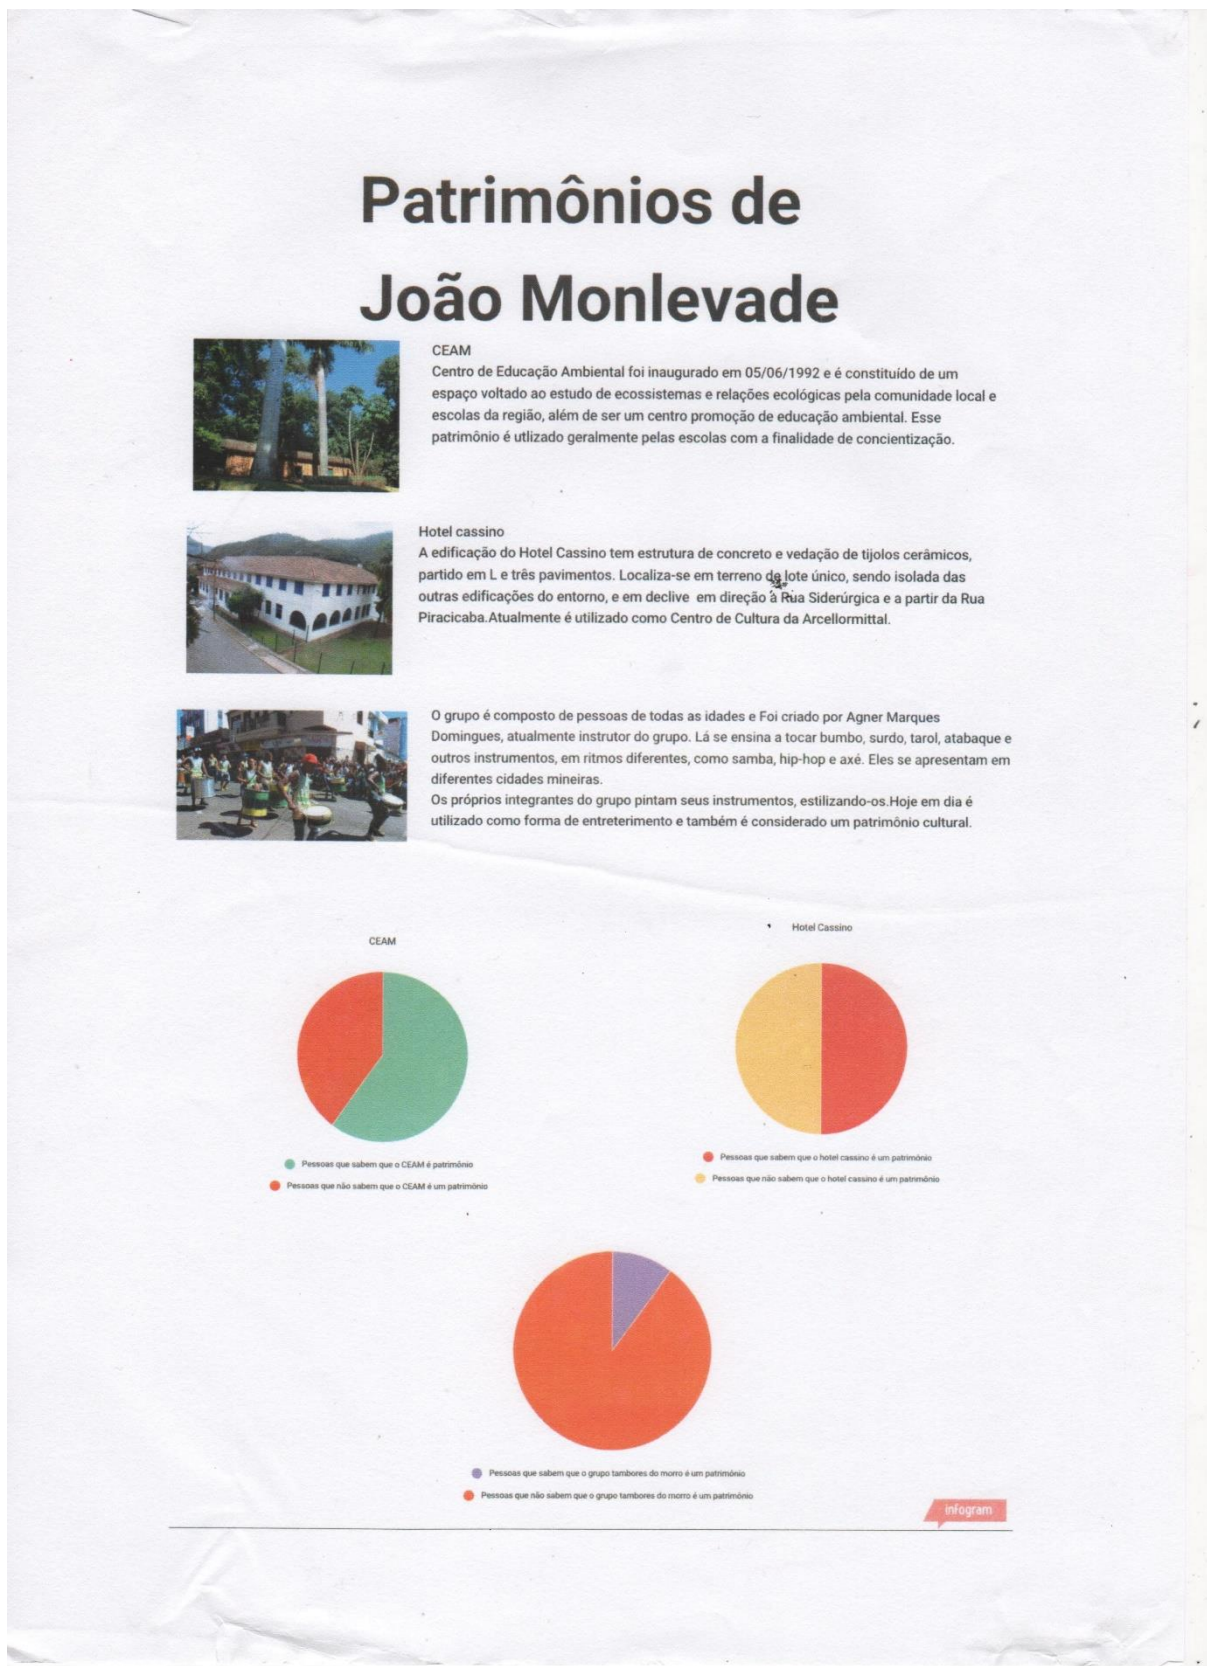 Patrimônios de
João Monlevade
CEAM
Centro de Educação Ambiental foi inaugurado em 05/06/1992 e é constituído de um
espaço voltado ao estudo de ecossistemas e relações ecológicas pela comunidade local e
escolas da região, além de ser um centro promoção de educação ambiental. Esse
patrimônio é utlizado geralmente pelas escolas com a finalidade de concientização.
Hotel cassino
A edificação do Hotel Cassino tem estrutura de concreto e vedação de tijolos cerâmicos,
partido em L e três pavimentos. Localiza-se em terreno de lote único, sendo isolada das
outras edificações do entorno, e em declive em direção à Rua Siderúrgica e a partir da Rua
Piracicaba.Atualmente é utilizado como Centro de Cultura da Arcellormittal.
O grupo é composto de pessoas de todas as idades e Foi criado por Agner Marques
Domingues, atualmente instrutor do grupo. Lá se ensina a tocar bumbo, surdo, tarol, atabaque e
outros instrumentos, em ritmos diferentes, como samba, hip-hop e axé. Eles se apresentam em
diferentes cidades mineiras.
Os próprios integrantes do grupo pintam seus instrumentos, estilizando-os.Hoje em dia é
utilizado como forma de entreterimento e também é considerado um patrimônio cultural.
CEAM
Pessoas que sabem que o CEAM é patrimônio
Pessoas que não sabem que o CEAM é um patrimônio
Hotel Cassino
Pessoas que sabem que o hotel cassino é um patrimônio
Pessoas que não sabem que o hotel cassino é um patrimônio
Pessoas que sabem que o grupo tambores do morro é um patrimônio
Pessoas que não sabem que o grupo tambores do morro é um patrimônio
infogram